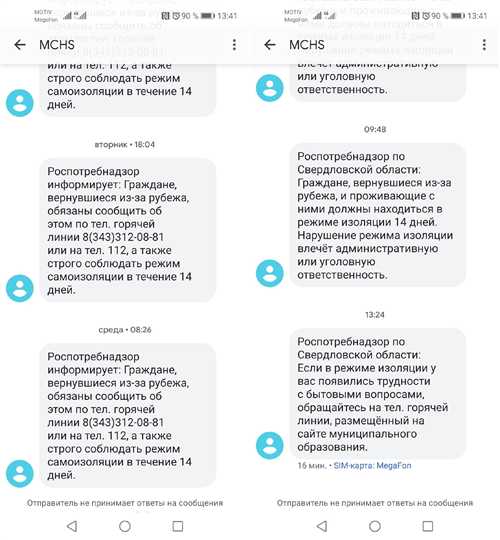 MOTIV
MegaFon
90 % 13:41
MCHS
или на тел. 112, а также
строго соблюдать режим
самоизоляции в течение 14
дней.
вторник • 18:04
Роспотребнадзор
информирует: Граждане,
вернувшиеся из-за рубежа,
обязаны сообщить об
этом по тел. горячей
линии 8(343)312-08-81
или на тел. 112, а также
строго соблюдать режим
самоизоляции в течение 14
дней.
среда • 08:26
Роспотребнадзор
информирует: Граждане,
вернувшиеся из-за рубежа,
обязаны сообщить об
этом по тел. горячей
линии 8(343)312-08-81
или на тел. 112, а также
строго соблюдать режим
самоизоляции в течение 14
дней.
Отправитель не принимает ответы на сообщения
MOTIV
MegaFon
90 % 13:41
MCHS
режиме изоляции 14 дней.
Нарушение режима изоляции
влечёт административную
или уголовную
ответственность.
09:48
Роспотребнадзор по
Свердловской области:
Граждане, вернувшиеся из-за
рубежа, и проживающие с
ними должны находиться в
режиме изоляции 14 дней.
Нарушение режима изоляции
влечёт административную
или уголовную
ответственность.
13:24
Роспотребнадзор по
Свердловской области:
Если в режиме изоляции у
вас появились трудности
с бытовыми вопросами,
обращайтесь на тел. горячей
линии, размещённый на
сайте муниципального
образования.
16 мин. • SIM-карта: MegaFon
Отправитель не принимает ответы на сообщения